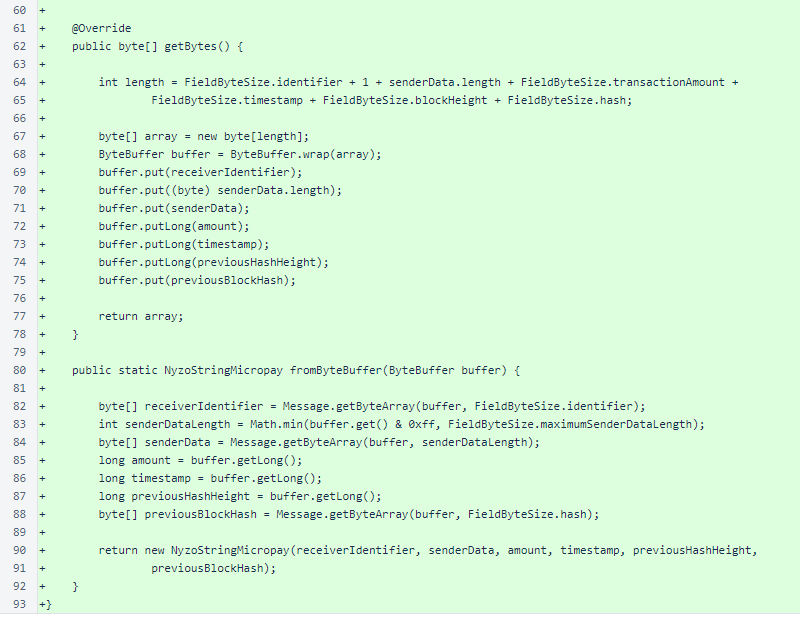 60 +
61 +     @Override
62 +     public byte[] getBytes() {
63 +
64 +         int length = FieldByteSize.identifier + 1 + senderData.length + FieldByteSize.transactionAmount +
65 +                 FieldByteSize.timestamp + FieldByteSize.blockHeight + FieldByteSize.hash;
66 +
67 +         byte[] array = new byte[length];
68 +         ByteBuffer buffer = ByteBuffer.wrap(array);
69 +         buffer.put(receiverIdentifier);
70 +         buffer.put((byte) senderData.length);
71 +         buffer.put(senderData);
72 +         buffer.putLong(amount);
73 +         buffer.putLong(timestamp);
74 +         buffer.putLong(previousHashHeight);
75 +         buffer.put(previousBlockHash);
76 +
77 +         return array;
78 +     }
79 +
80 +     public static NyzoStringMicropay fromByteBuffer(ByteBuffer buffer) {
81 +
82 +         byte[] receiverIdentifier = Message.getByteArray(buffer, FieldByteSize.identifier);
83 +         int senderDataLength = Math.min(buffer.get() & 0xff, FieldByteSize.maximumSenderDataLength);
84 +         byte[] senderData = Message.getByteArray(buffer, senderDataLength);
85 +         long amount = buffer.getLong();
86 +         long timestamp = buffer.getLong();
87 +         long previousHashHeight = buffer.getLong();
88 +         byte[] previousBlockHash = Message.getByteArray(buffer, FieldByteSize.hash);
89 +
90 +         return new NyzoStringMicropay(receiverIdentifier, senderData, amount, timestamp, previousHashHeight,
91 +                 previousBlockHash);
92 +     }
93 +}